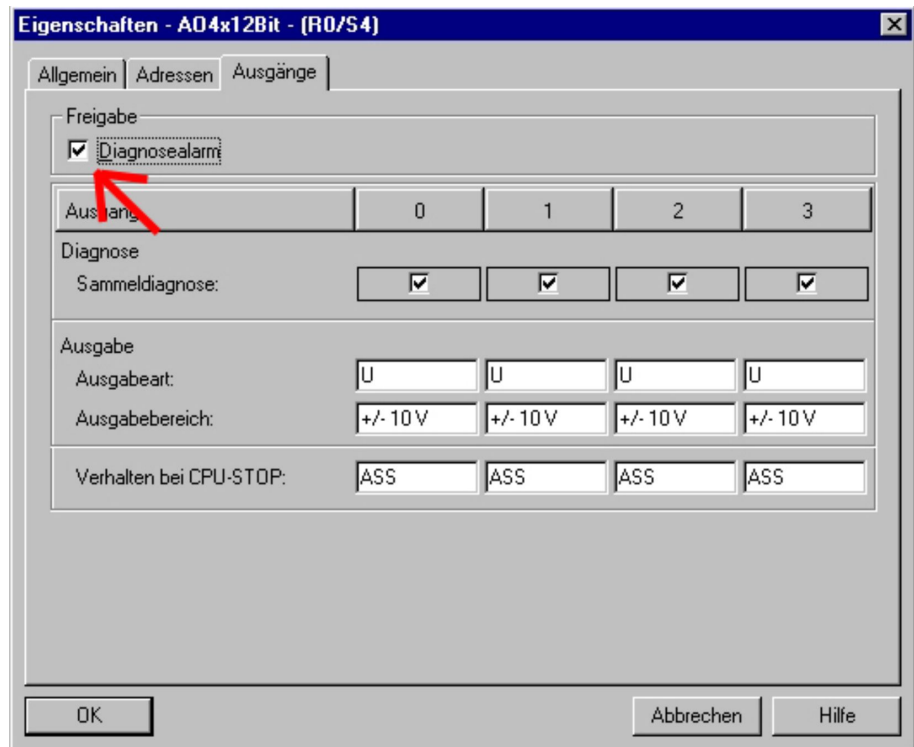 Eigenschaften - AO4x12Bit - (R0/S4)
Allgemein Adressen Ausgänge
Freigabe
Diagnosealarm
Ausgang 0 1 2 3
Diagnose
Sammeldiagnose:
Ausgabe
Ausgabeart: U U U U
Ausgabebereich: +/- 10 V +/- 10 V +/- 10 V +/- 10 V
Verhalten bei CPU-STOP: ASS ASS ASS ASS
OK Abbrechen Hilfe